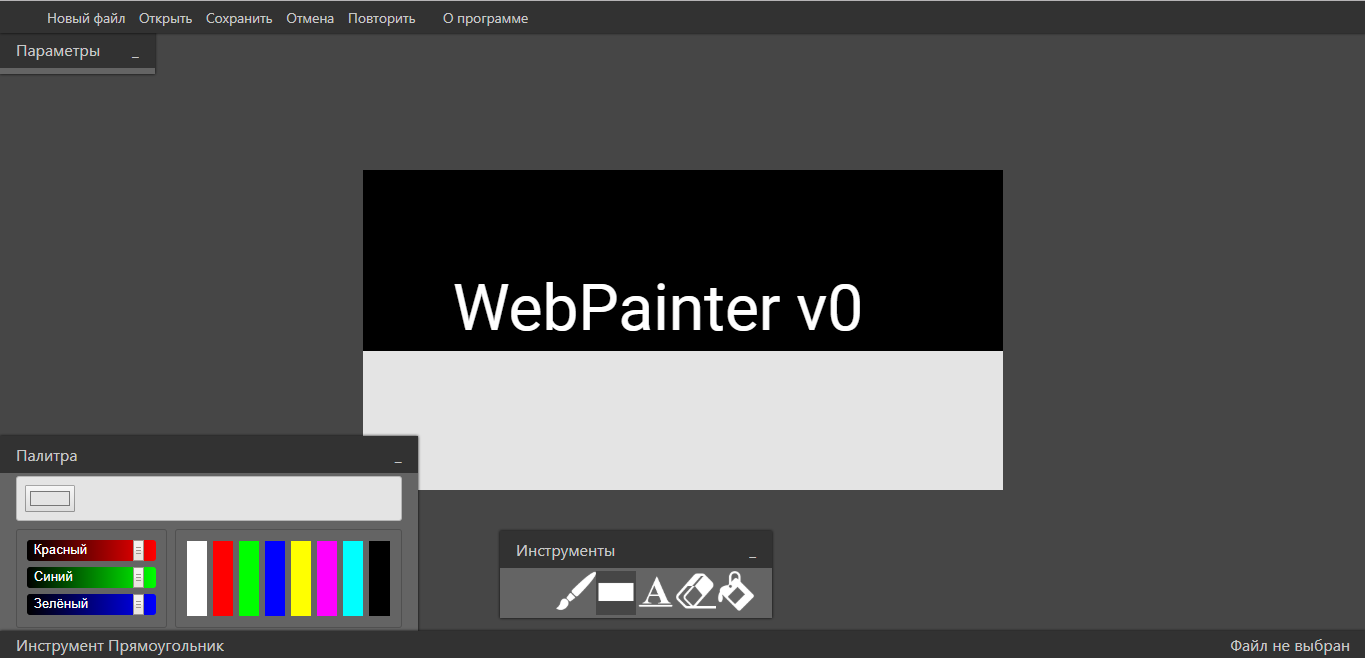 Новый файл Открыть Сохранить Отмена Повторить О программе
Параметры _
WebPainter v0
Палитра _
Красный
Синий
Зелёный
Инструменты _
A
Инструмент Прямоугольник Файл не выбран